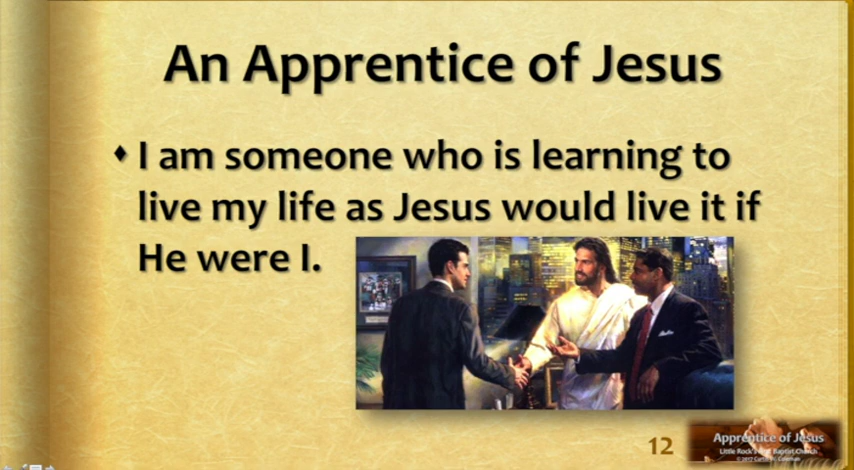 An Apprentice of Jesus
♦ I am someone who is learning to
live my life as Jesus would live it if
He were I.
12
Apprentice of Jesus